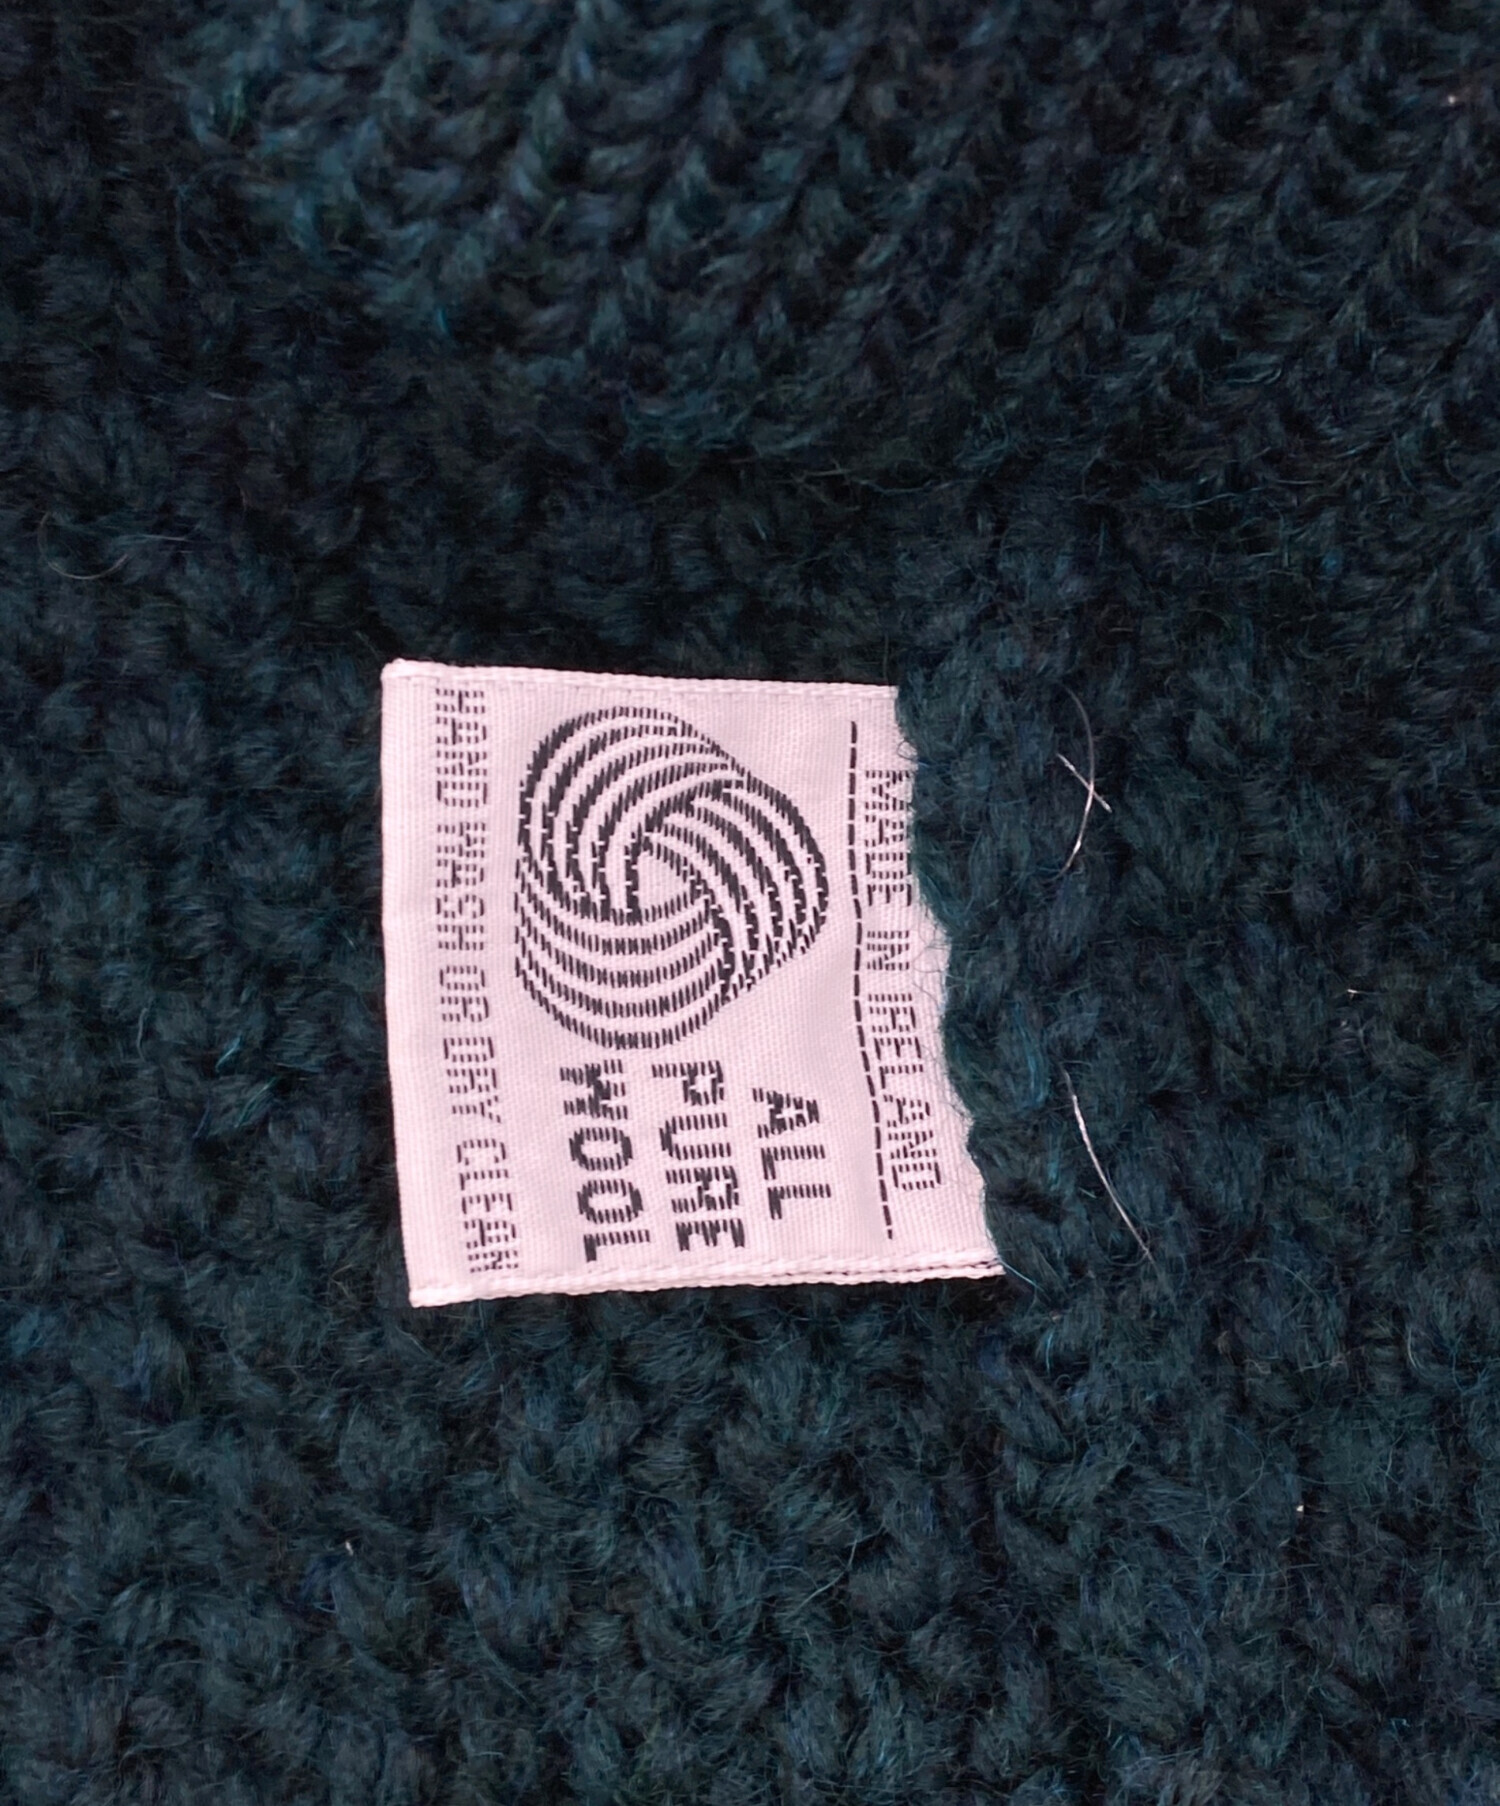 MADE IN IRELAND
ALL
PURE
WOOL
HAND WASH OR DRY CLEAN